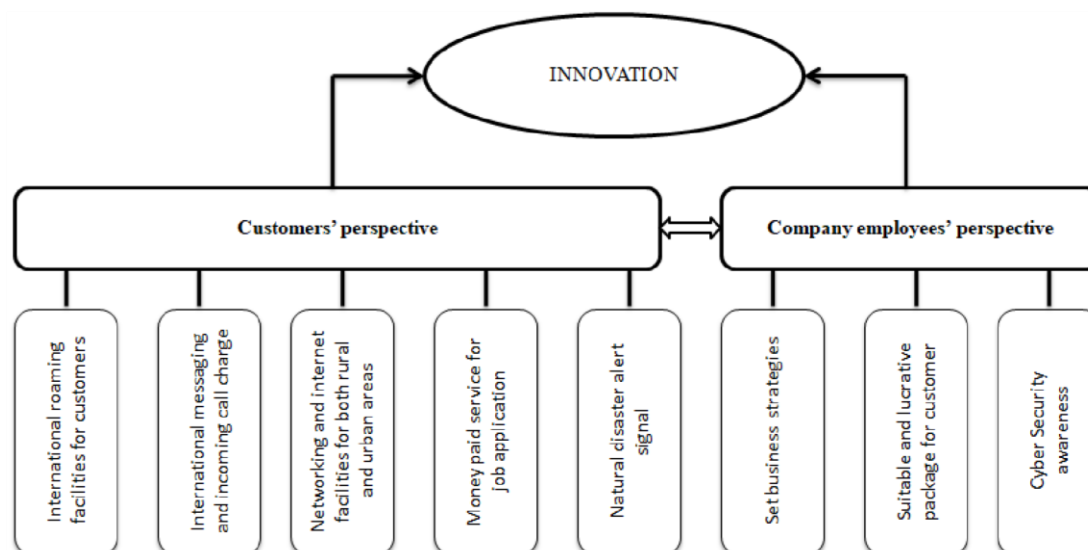 INNOVATION
Customers’ perspective
Company employees’ perspective
International roaming
facilities for customers
International messaging
and incoming call charge
Networking and internet
facilities for both rural
and urban areas
Money paid service for
job application
Natural disaster alert
signal
Set business strategies
Suitable and lucrative
package for customer
Cyber Security
awareness